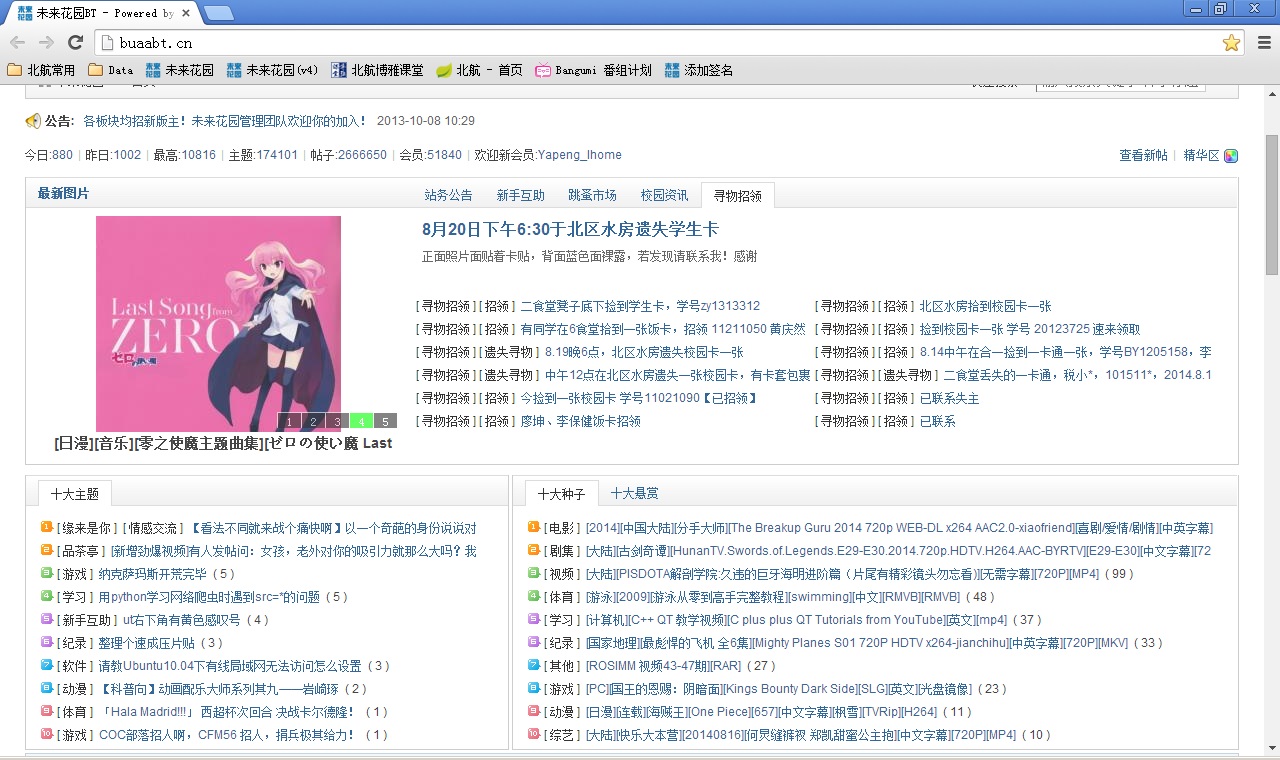 未来花园BT - Powered by
buaabt.cn
北航常用 Data 未来花园 未来花园(v4) 北航博雅课堂 北航 - 首页 Bangumi 番组计划 添加签名
公告: 各板块均招新版主！未来花园管理团队欢迎你的加入！ 2013-10-08 10:29
今日:880 | 昨日:1002 | 最高:10816 | 主题:174101 | 帖子:2666650 | 会员:51840 | 欢迎新会员:Yapeng_Ihome 查看新帖 | 精华区
最新图片 站务公告 新手互助 跳蚤市场 校园资讯 寻物招领
Last Song from
ZERO
1 2 3 4 5
[日漫][音乐][零之使魔主题曲集][ゼロの使い魔 Last
8月20日下午6:30于北区水房遗失学生卡
正面照片面贴着卡贴，背面蓝色面裸露，若发现请联系我！感谢
[寻物招领][招领] 二食堂凳子底下捡到学生卡，学号zy1313312 [寻物招领][招领] 北区水房拾到校园卡一张
[寻物招领][招领] 有同学在6食堂拾到一张饭卡，招领 11211050 黄庆然 [寻物招领][招领] 捡到校园卡一张 学号 20123725 速来领取
[寻物招领][遗失寻物] 8.19晚6点，北区水房遗失校园卡一张 [寻物招领][招领] 8.14中午在合一捡到一卡通一张，学号BY1205158，李
[寻物招领][遗失寻物] 中午12点在北区水房遗失一张校园卡，有卡套包裹 [寻物招领][遗失寻物] 二食堂丢失的一卡通，税小*，101511*，2014.8.1
[寻物招领][招领] 今捡到一张校园卡 学号11021090【已招领】 [寻物招领][招领] 已联系失主
[寻物招领][招领] 廖坤、李保健饭卡招领 [寻物招领][招领] 已联系
十大主题
1 [缘来是你] [情感交流] 【看法不同就来战个痛快啊】以一个奇葩的身份说说对
2 [品茶亭] [新增劲爆视频]有人发帖问：女孩，老外对你的吸引力就那么大吗？我
3 [游戏] 纳克萨玛斯开荒完毕 ( 5 )
4 [学习] 用python学习网络爬虫时遇到src=*的问题 ( 5 )
5 [新手互助] ut右下角有黄色感叹号 ( 4 )
6 [纪录] 整理个速成压片贴 ( 3 )
7 [软件] 请教Ubuntu10.04下有线局域网无法访问怎么设置 ( 3 )
8 [动漫] 【科普向】动画配乐大师系列其九——岩崎琢 ( 2 )
9 [体育] 「Hala Madrid!!!」 西超杯次回合 决战卡尔德隆！ ( 1 )
10 [游戏] COC部落招人啊，CFM56 招人，捐兵极其给力！ ( 1 )
十大种子 十大悬赏
1 [电影] [2014][中国大陆][分手大师][The Breakup Guru 2014 720p WEB-DL x264 AAC2.0-xiaofriend][喜剧/爱情/剧情][中英字幕]
2 [剧集] [大陆][古剑奇谭][HunanTV.Swords.of.Legends.E29-E30.2014.720p.HDTV.H264.AAC-BYRTV][E29-E30][中文字幕][72
3 [视频] [大陆][PISDOTA解剖学院:久违的巨牙海明进阶篇（片尾有精彩镜头勿忘看)][无需字幕][720P][MP4] ( 99 )
4 [体育] [游泳][2009][游泳从零到高手完整教程][swimming][中文][RMVB][RMVB] ( 48 )
5 [学习] [计算机][C++ QT 教学视频][C plus plus QT Tutorials from YouTube][英文][mp4] ( 37 )
6 [纪录] [国家地理][最彪悍的飞机 全6集][Mighty Planes S01 720P HDTV x264-jianchihu][中英字幕][720P][MKV] ( 33 )
7 [其他] [ROSIMM 视频43-47期][RAR] ( 27 )
8 [游戏] [PC][国王的恩赐：阴暗面][Kings Bounty Dark Side][SLG][英文][光盘镜像] ( 23 )
9 [动漫] [日漫][连载][海贼王][One Piece][657][中文字幕][枫雪][TVRip][H264] ( 11 )
10 [综艺] [大陆][快乐大本营][20140816][何炅缝裤衩 郑凯甜蜜公主抱][中文字幕][720P][MP4] ( 10 )